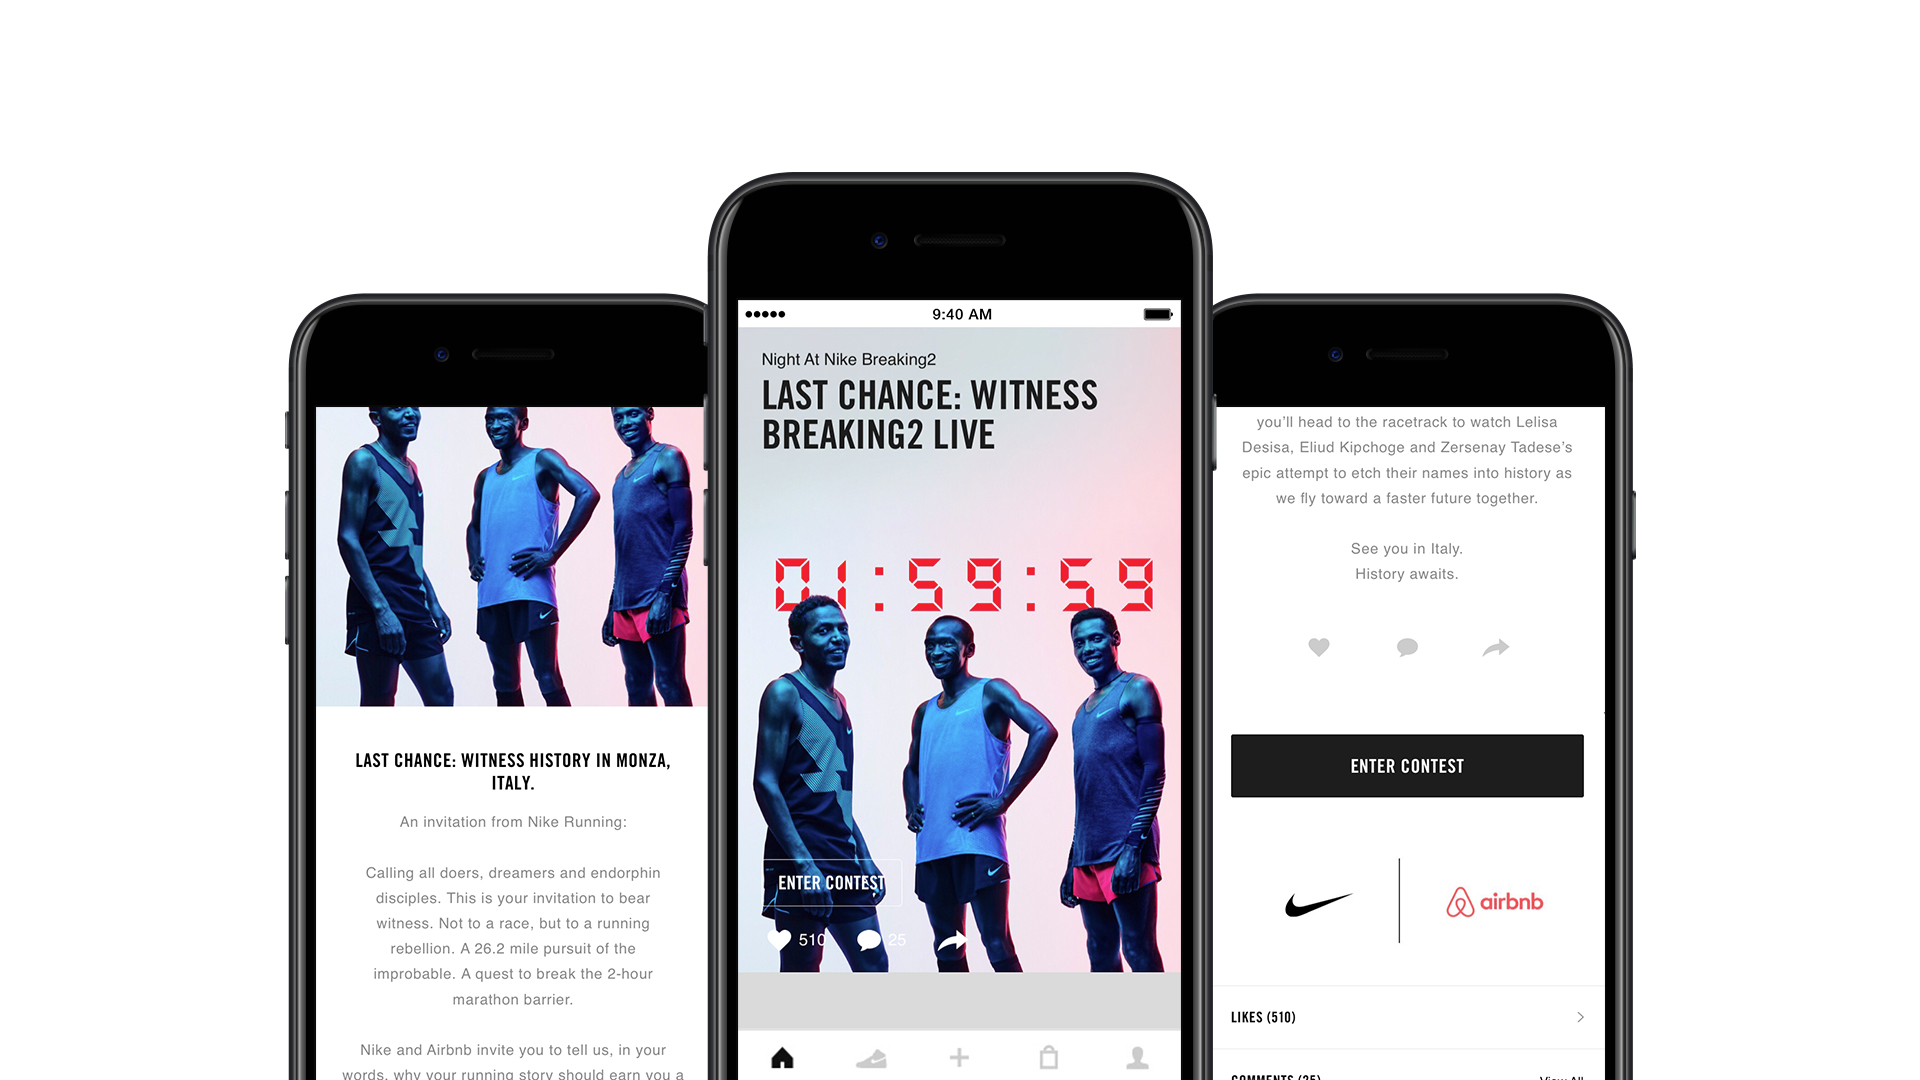 LAST CHANCE: WITNESS HISTORY IN MONZA,
ITALY.
An invitation from Nike Running:
Calling all doers, dreamers and endorphin
disciples. This is your invitation to bear
witness. Not to a race, but to a running
rebellion. A 26.2 mile pursuit of the
improbable. A quest to break the 2-hour
marathon barrier.
Nike and Airbnb invite you to tell us, in your
words, why your running story should earn you a
9:40 AM
Night At Nike Breaking2
LAST CHANCE: WITNESS
BREAKING2 LIVE
01:59:59
ENTER CONTEST
510 25
you’ll head to the racetrack to watch Lelisa
Desisa, Eliud Kipchoge and Zersenay Tadese’s
epic attempt to etch their names into history as
we fly toward a faster future together.
See you in Italy.
History awaits.
ENTER CONTEST
airbnb
LIKES (510)
COMMENTS (25) View All